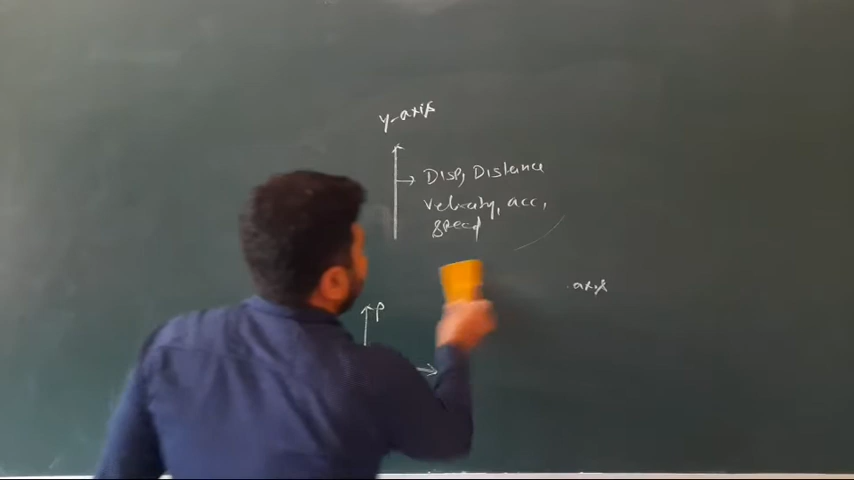 y-axis
Disp, Distance
Velocity, acc,
speed
axis
P